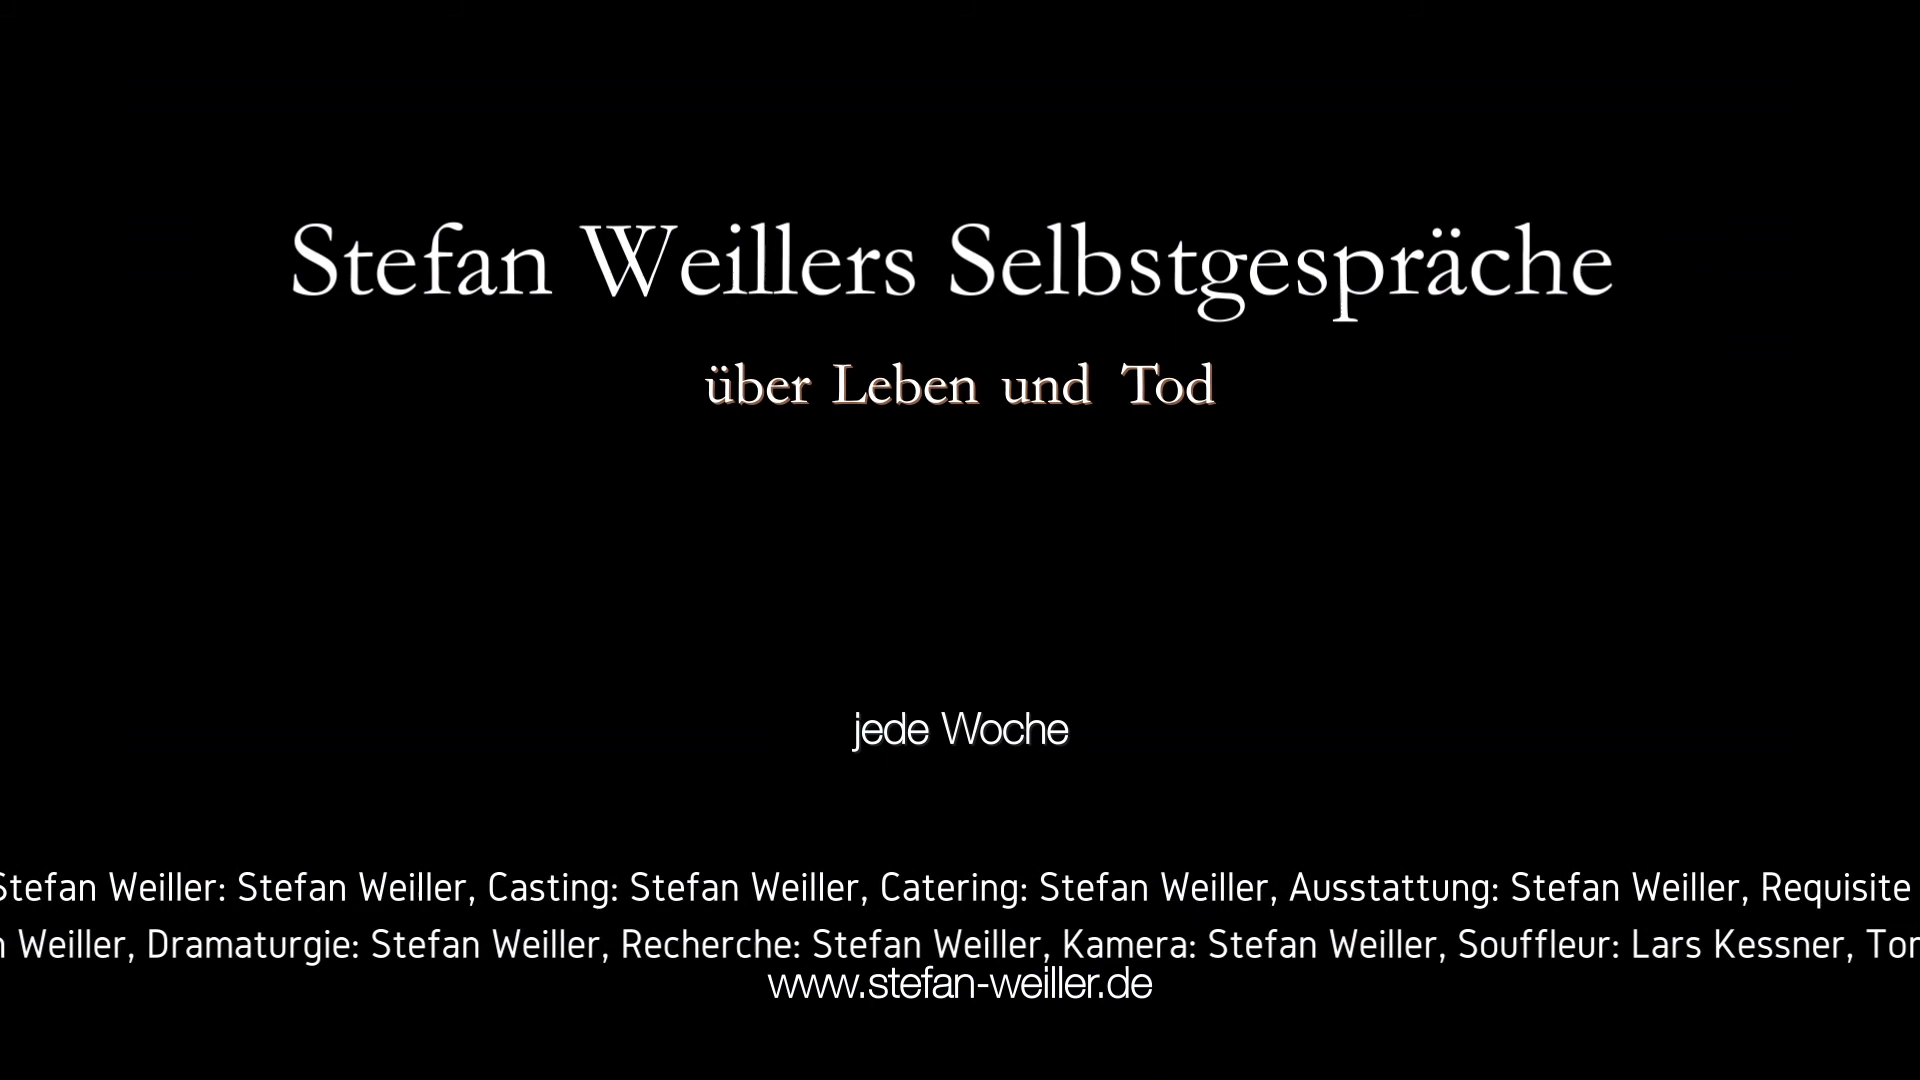 Stefan Weillers Selbstgespräche
über Leben und Tod
jede Woche
Stefan Weiller: Stefan Weiller, Casting: Stefan Weiller, Catering: Stefan Weiller, Ausstattung: Stefan Weiller, Requisite
Weiller, Dramaturgie: Stefan Weiller, Recherche: Stefan Weiller, Kamera: Stefan Weiller, Souffleur: Lars Kessner,
www.stefan-weiller.de